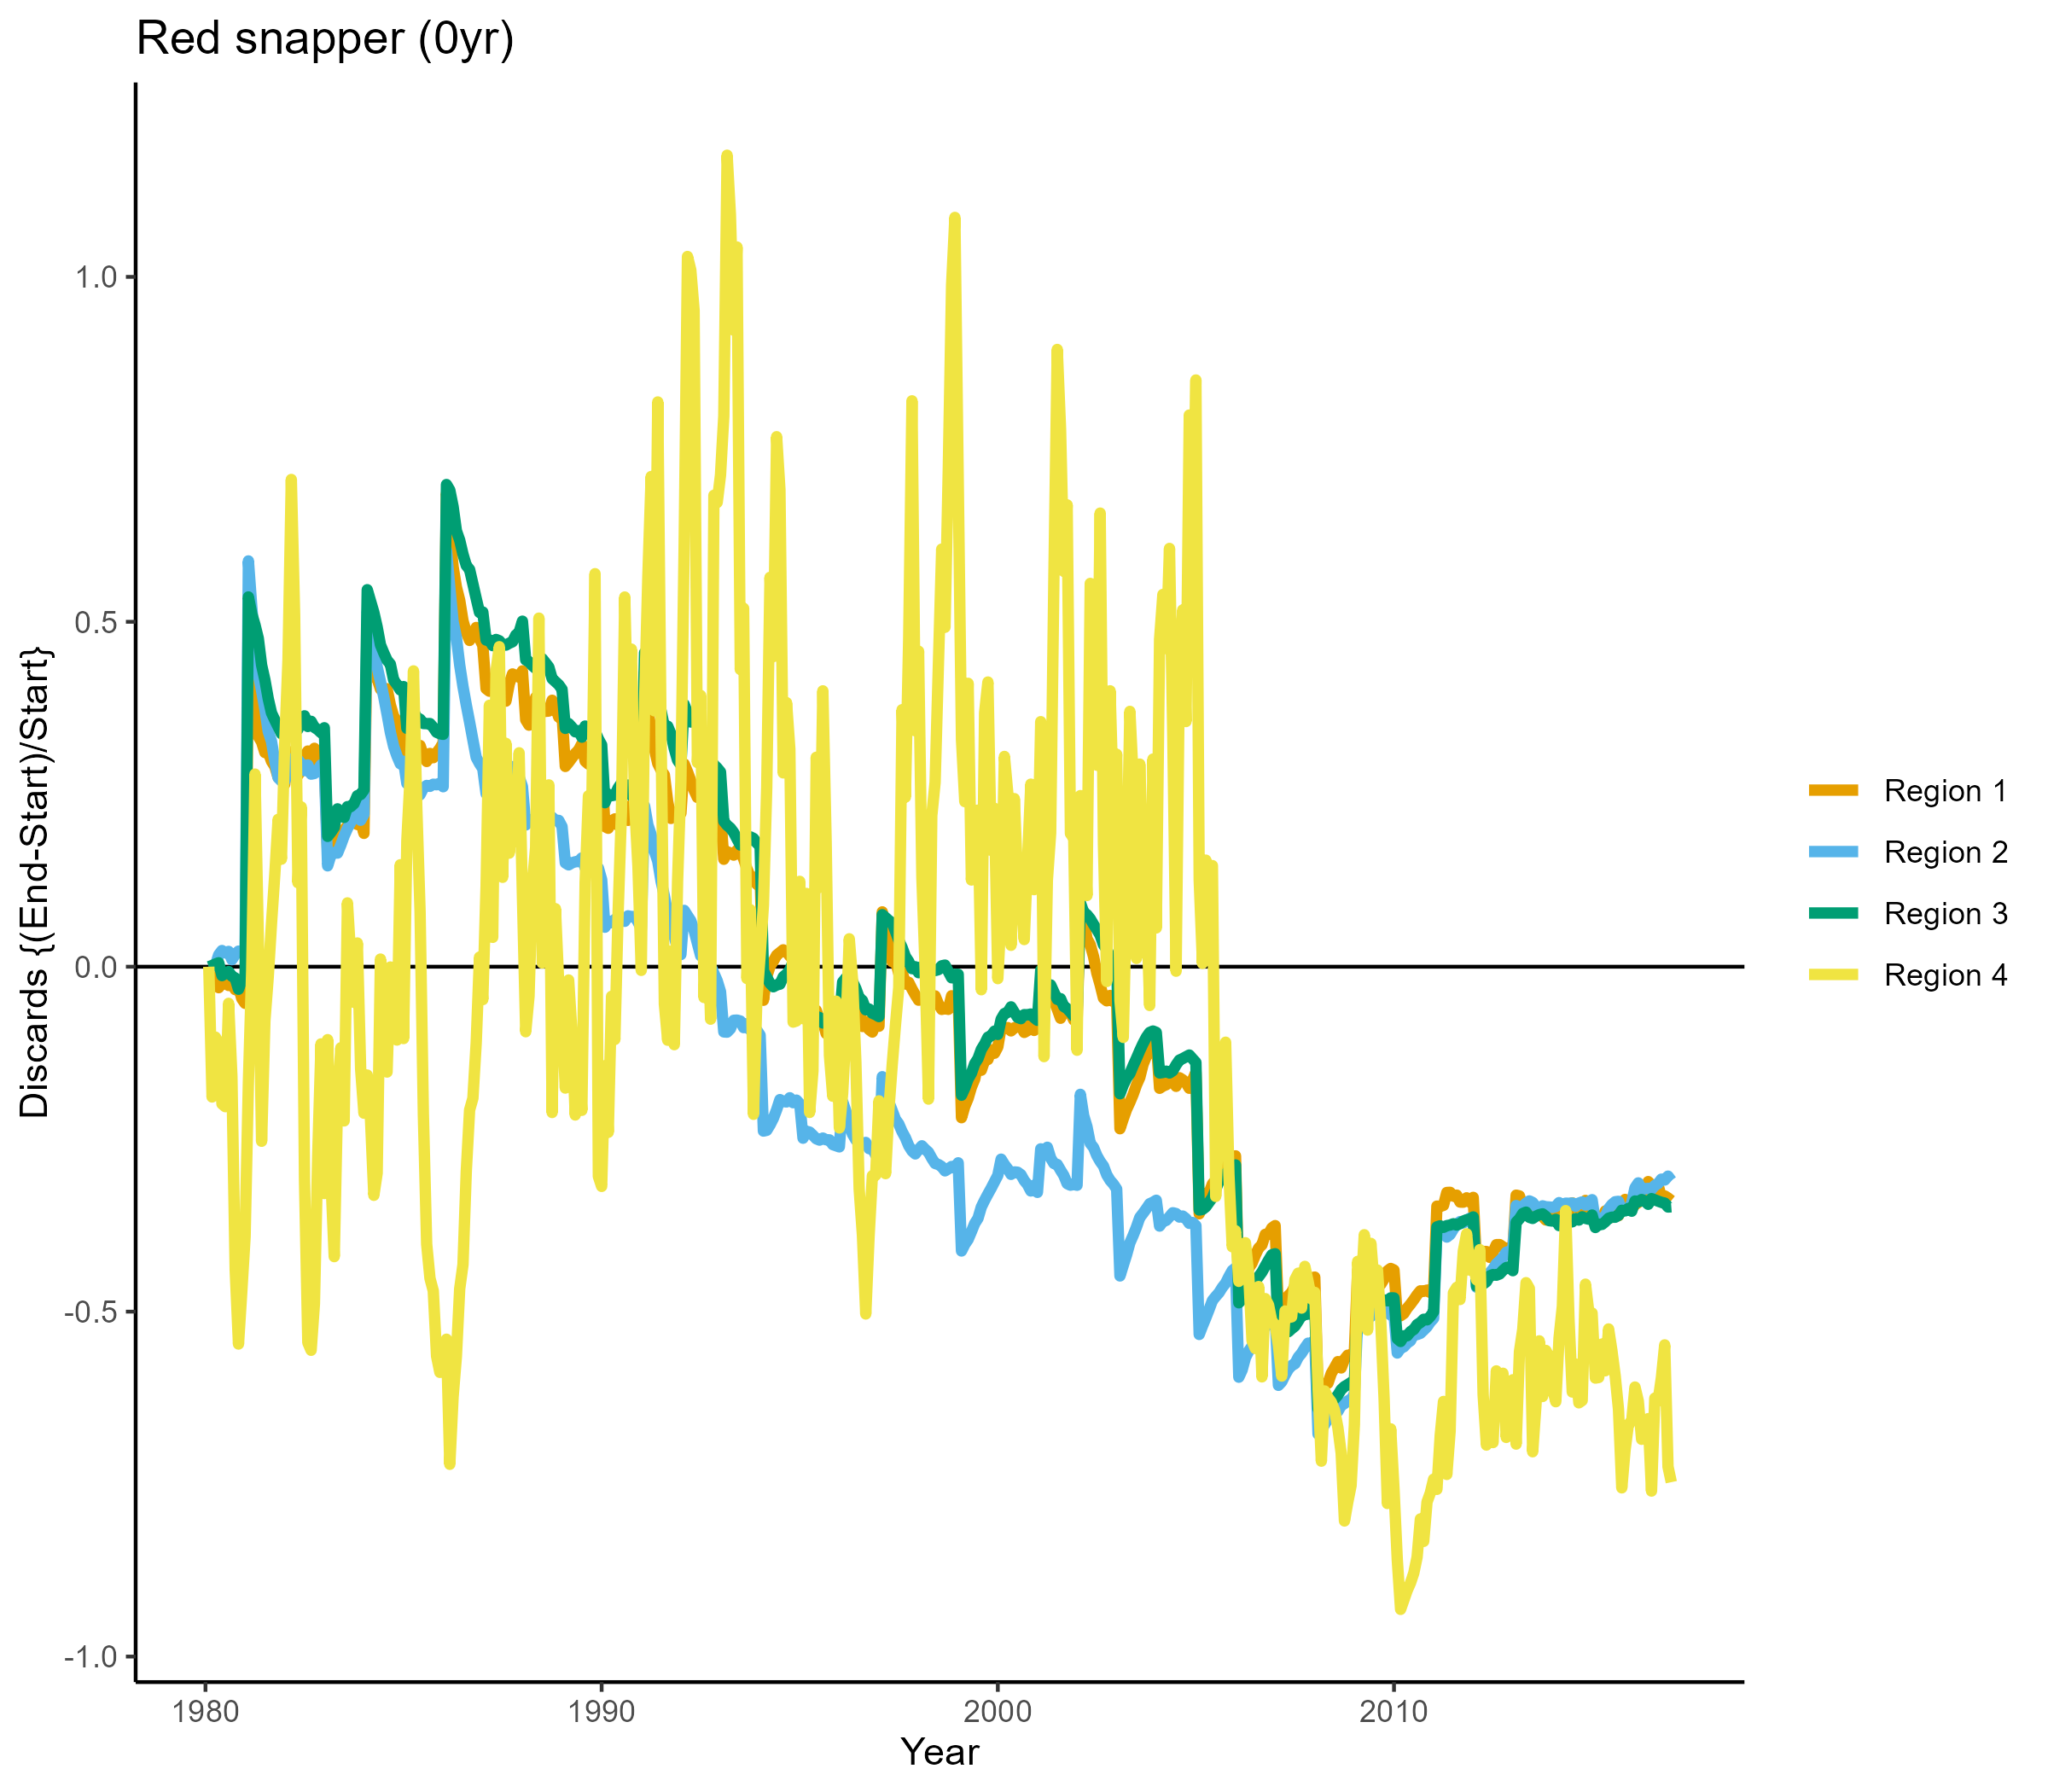 Red snapper (0yr)
Discards {(End-Start)/Start}
1.0
0.5
0.0
-0.5
-1.0
1980
1990
2000
2010
Year
Region 1
Region 2
Region 3
Region 4